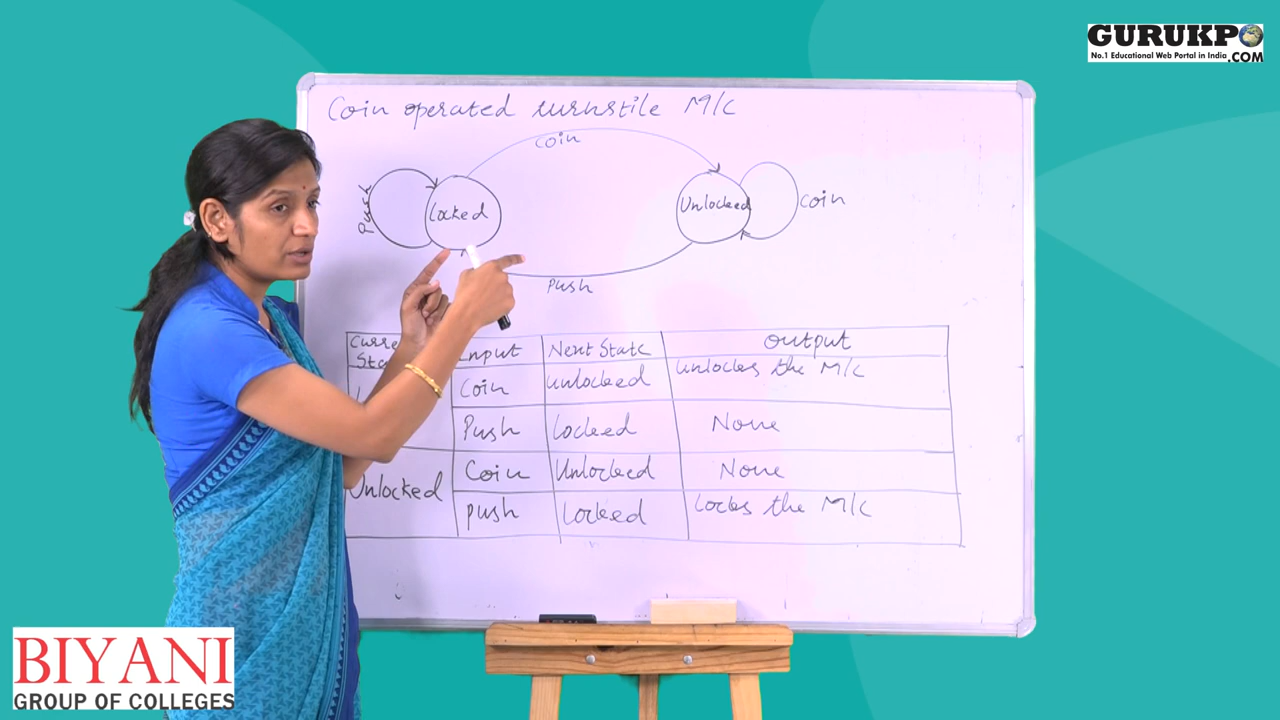 GURUKPO
No.1 Educational Web Portal in India
.COM
Coin operated turnstile M/C
Coin
Push
Locked
Unlocked
Coin
Push
Input
Next State
Output
Coin
Unlocked
Unlocks the M/C
Push
Locked
None
Unlocked
Coin
Unlocked
None
Push
Locked
Locks the M/C
BIYANI
GROUP OF COLLEGES